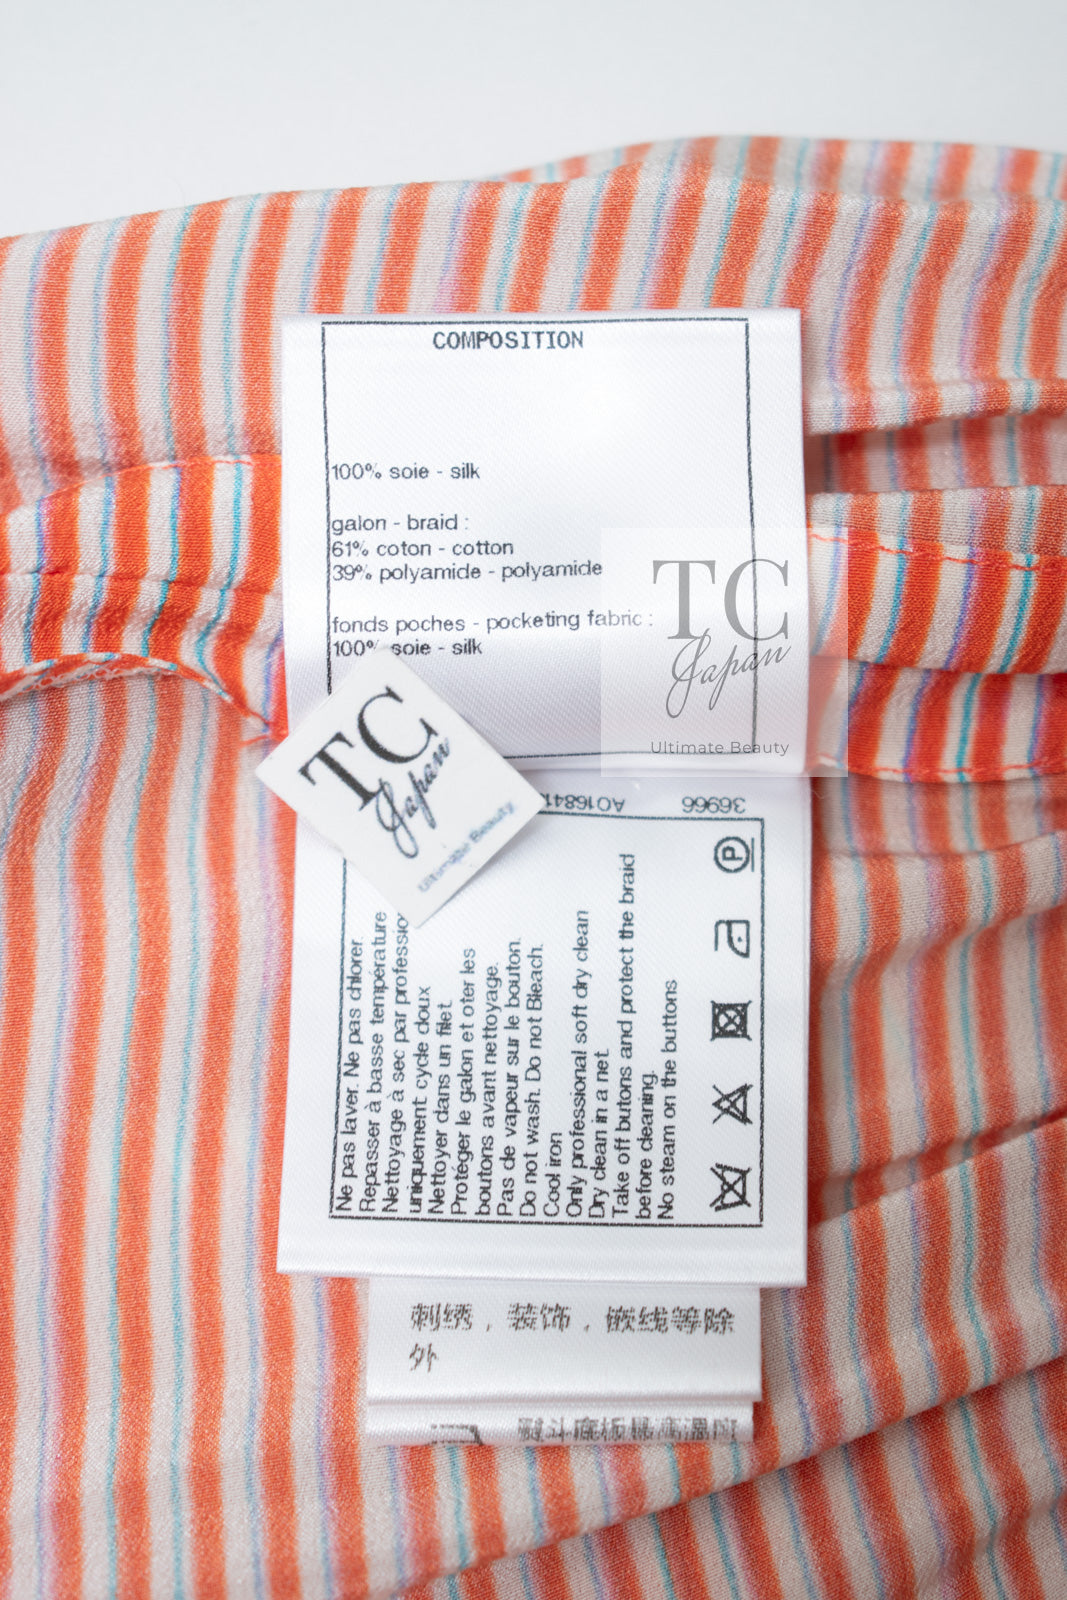 COMPOSITION
100% soie - silk
galon - braid :
61% coton - cotton
39% polyamide - polyamide
fonds poches - pocketing fabric :
100% soie - silk
TC
Japan
Ultimate Beauty
TC
Japan
Ultimate Beauty
36966
P
Ne pas laver. Ne pas chlorer.
Repasser à basse température
Nettoyage à sec par
uniquement cycle doux
Nettoyer dans un filet.
Protéger le galon et oter les
boutons avant nettoyage.
Pas de vapeur sur le bouton.
Do not wash. Do not Bleach.
Cool iron
Only professional soft dry clean
Dry clean in a net.
Take off butons and protect the braid
before cleaning.
No steam on the buttons
刺绣，装饰，嵌线等除
外